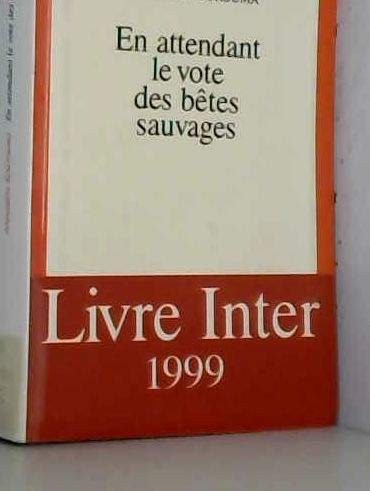 En attendant
le vote
des bêtes
sauvages
Livre Inter
1999